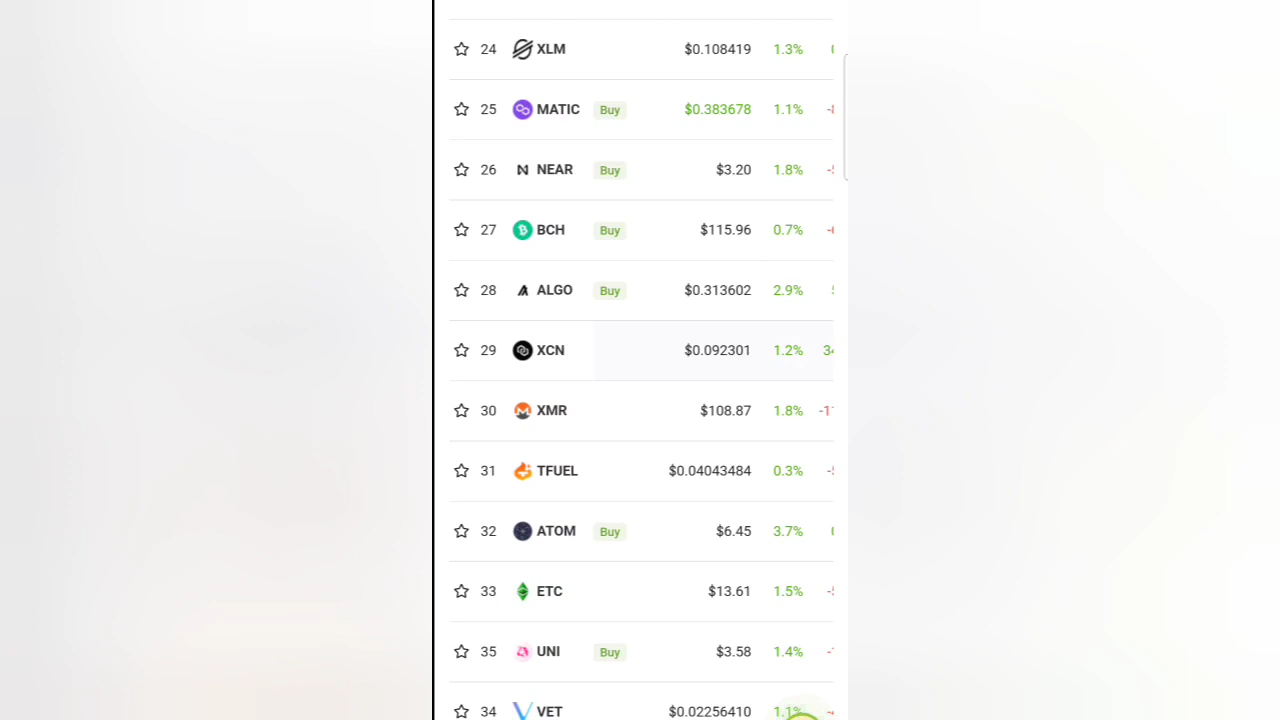 24 XLM $0.108419 1.3%
25 MATIC Buy $0.383678 1.1%
26 NEAR Buy $3.20 1.8%
27 BCH Buy $115.96 0.7%
28 ALGO Buy $0.313602 2.9%
29 XCN $0.092301 1.2% 34
30 XMR $108.87 1.8% -11
31 TFUEL $0.04043484 0.3%
32 ATOM Buy $6.45 3.7%
33 ETC $13.61 1.5%
35 UNI Buy $3.58 1.4%
34 VET $0.02256410 1.1%